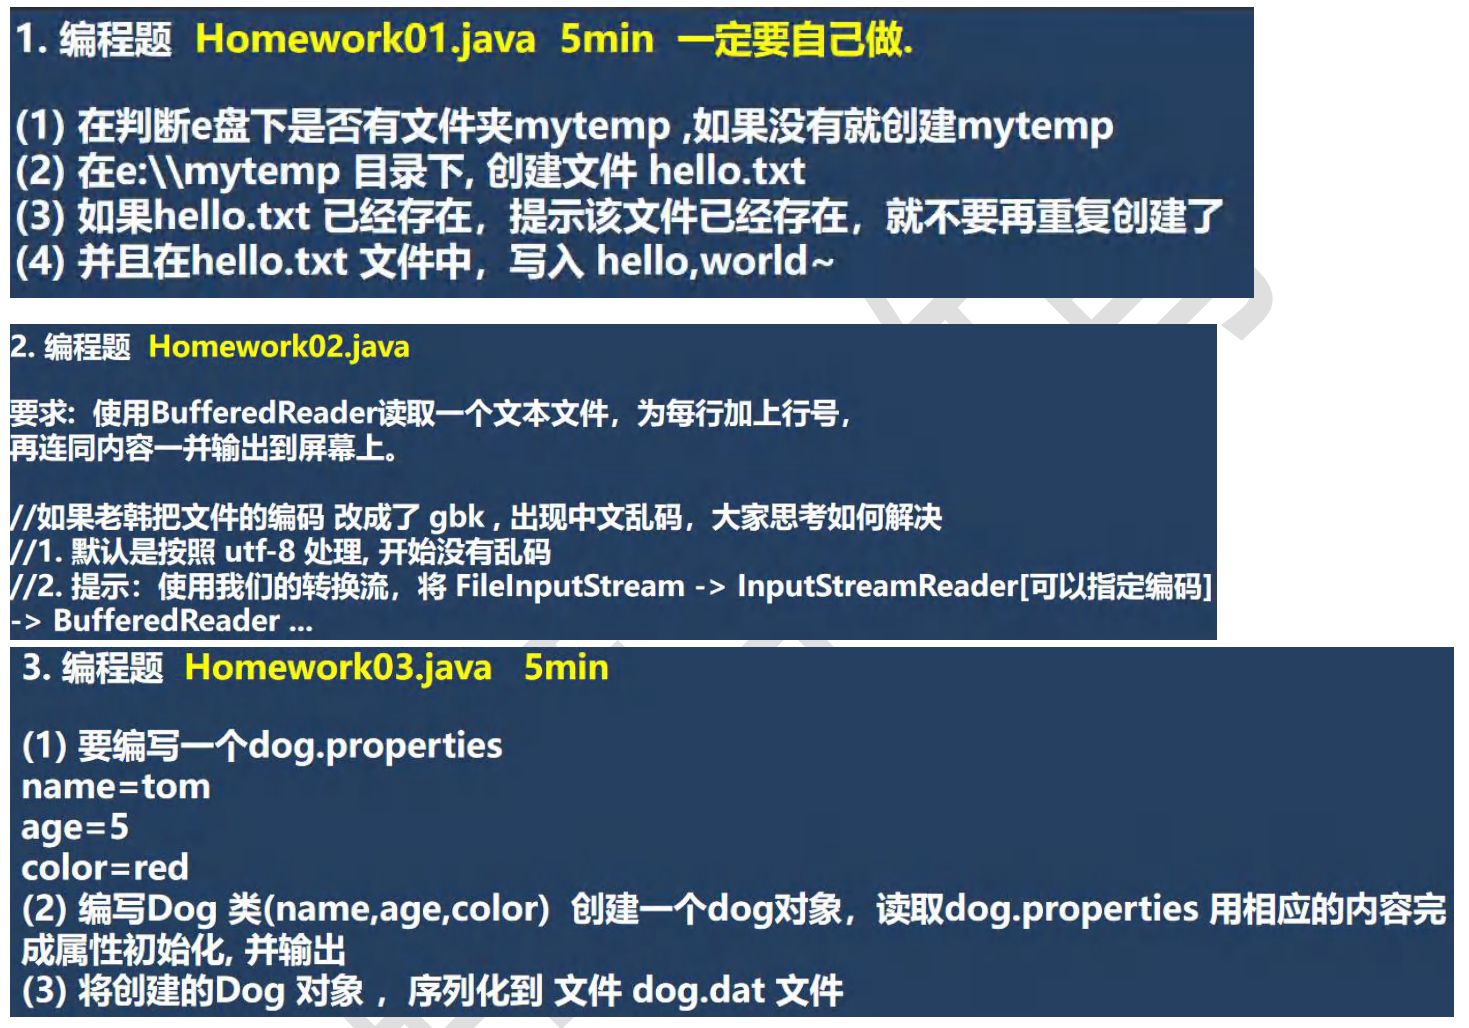 1. 编程题 Homework01.java 5min 一定要自己做.
(1) 在判断e盘下是否有文件夹mytemp ,如果没有就创建mytemp
(2) 在e:\\mytemp 目录下, 创建文件 hello.txt
(3) 如果hello.txt 已经存在，提示该文件已经存在，就不要再重复创建了
(4) 并且在hello.txt 文件中，写入 hello,world~
2. 编程题 Homework02.java
要求: 使用BufferedReader读取一个文本文件，为每行加上行号，
再连同内容一并输出到屏幕上。
//如果老韩把文件的编码 改成了 gbk , 出现中文乱码，大家思考如何解决
//1. 默认是按照 utf-8 处理, 开始没有乱码
//2. 提示：使用我们的转换流，将 FileInputStream -> InputStreamReader[可以指定编码]
-> BufferedReader ...
3. 编程题 Homework03.java 5min
(1) 要编写一个dog.properties
name=tom
age=5
color=red
(2) 编写Dog 类(name,age,color) 创建一个dog对象，读取dog.properties 用相应的内容完
成属性初始化, 并输出
(3) 将创建的Dog 对象 ，序列化到 文件 dog.dat 文件